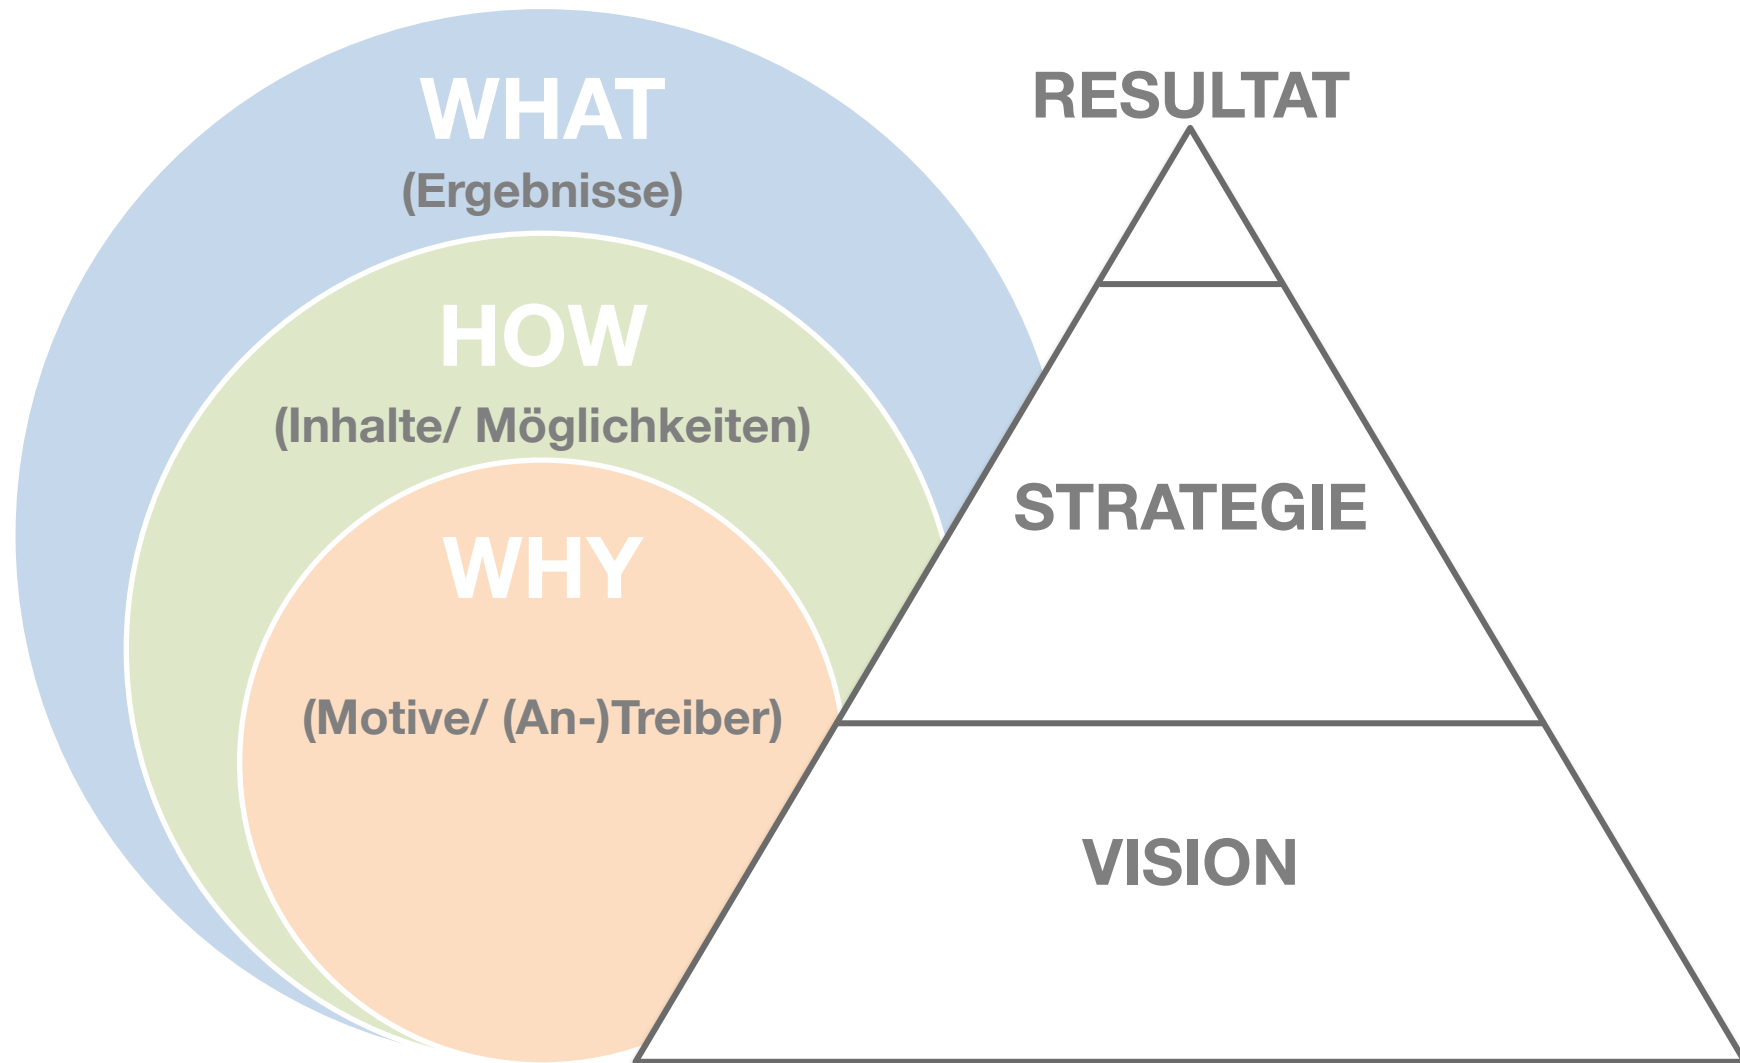 WHAT
(Ergebnisse)
HOW
(Inhalte/ Möglichkeiten)
WHY
(Motive/ (An-)Treiber)
RESULTAT
STRATEGIE
VISION